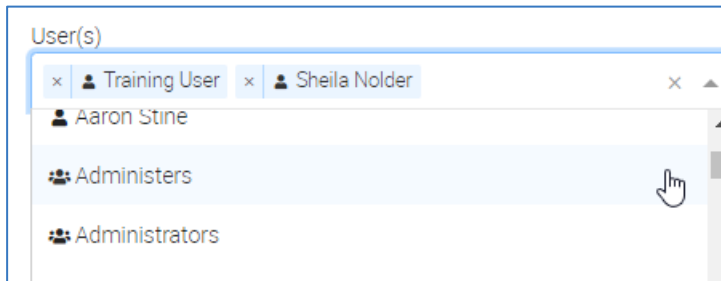 User(s)
× Training User × Sheila Nolder ×
Aaron Stine
Administers
Administrators